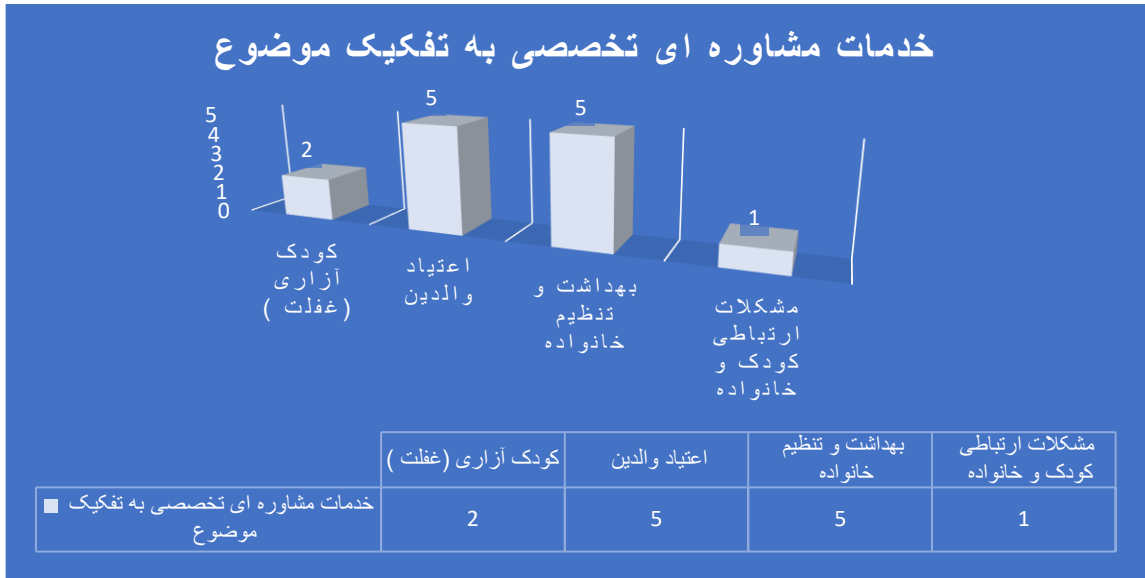 خدمات مشاوره ای تخصصی به تفکیک موضوع
5
4
3
2
1
0
2
5
5
1
کودک
آزاری
(غفلت )
اعتیاد
والدین
بهداشت و
تنظیم
خانواده
مشکلات
ارتباطی
کودک و
خانواده
کودک آزاری (غفلت )
اعتیاد والدین
بهداشت و تنظیم
خانواده
مشکلات ارتباطی
کودک و خانواده
خدمات مشاوره ای تخصصی به تفکیک
موضوع
2
5
5
1